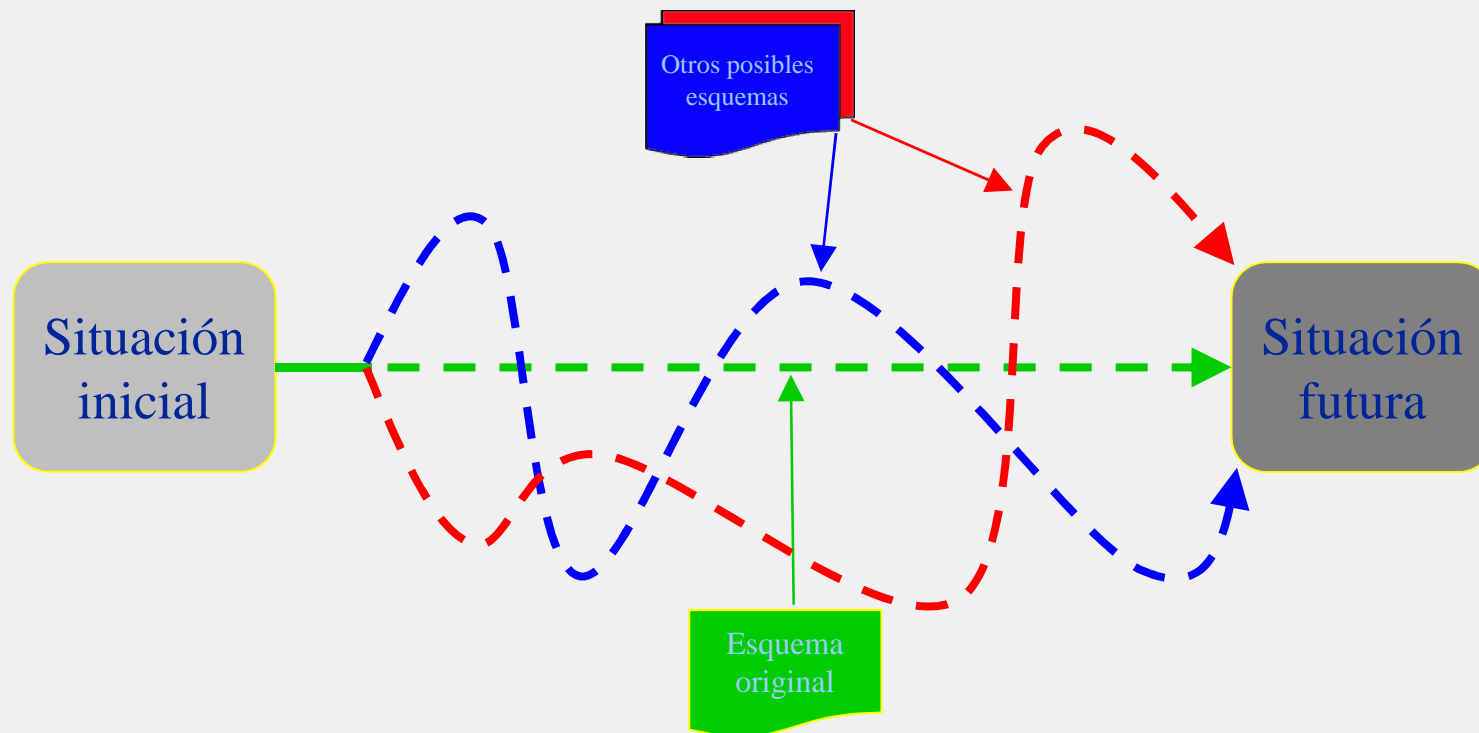 Otros posibles
esquemas
Situación
inicial
Situación
futura
Esquema
original